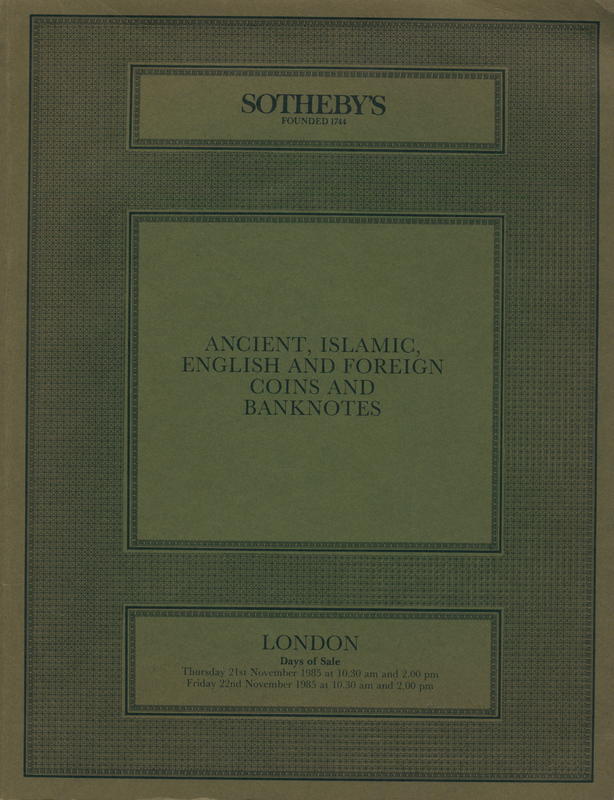 SOTHEBY'S
FOUNDED 1744
ANCIENT, ISLAMIC,
ENGLISH AND FOREIGN
COINS AND
BANKNOTES
LONDON
Days of Sale
Thursday 21st November 1985 at 10.30 am and 2.00 pm
Friday 22nd November 1985 at 10.30 am and 2.00 pm